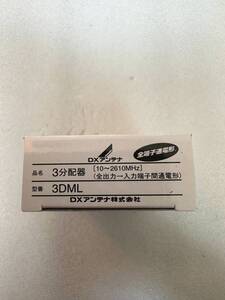 DXアンテナ
全端子通電形
品名 3分配器 [10〜2610MHz]
(全出力ー入力端子間通電形)
型番 3DML
DXアンテナ株式会社